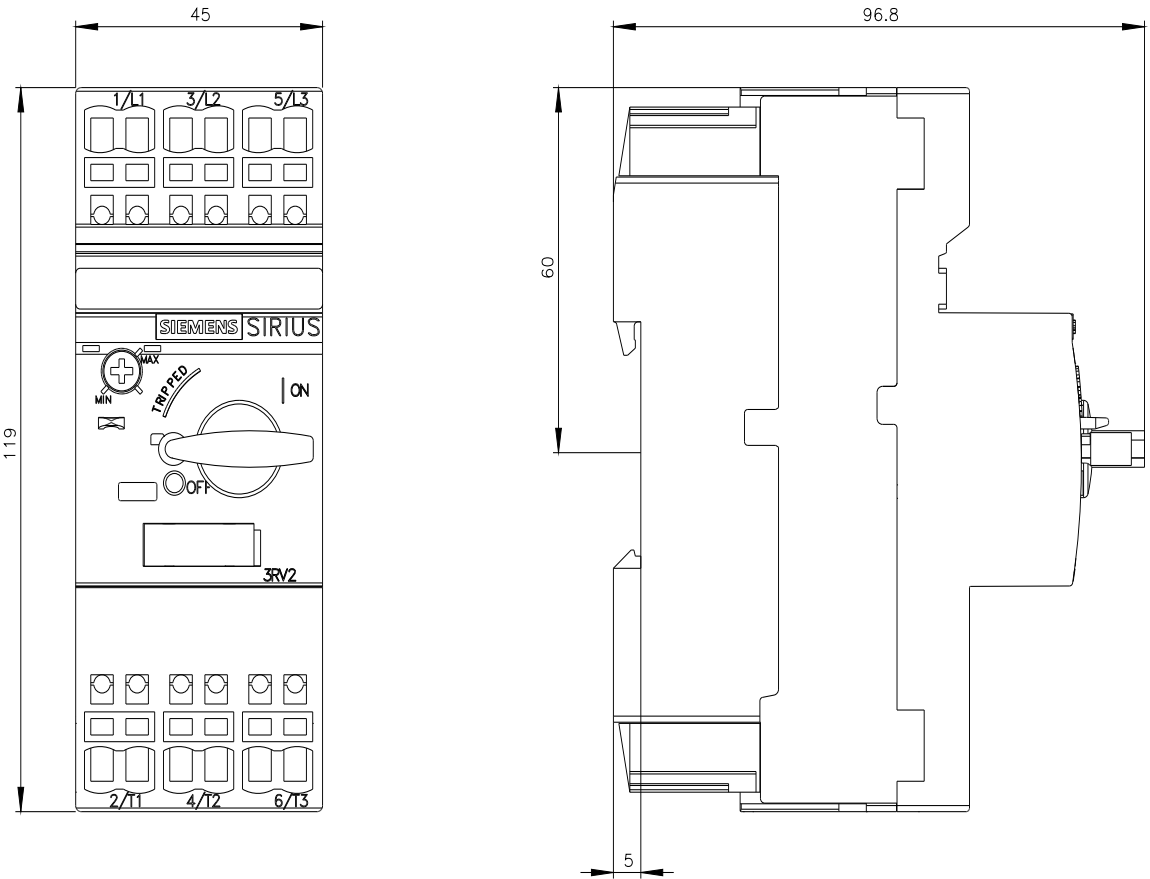 45
96.8
1/L1 3/L2 5/L3
60
SIEMENS SIRIUS
MAX
MIN
TRIPPED
ON
119
OFF
3RV2
2/T1 4/T2 6/T3
5